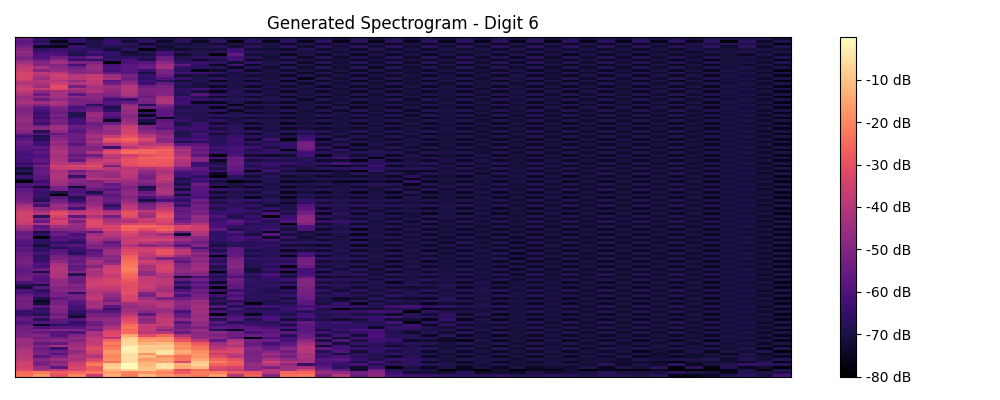 Generated Spectrogram - Digit 6
-10 dB
-20 dB
-30 dB
-40 dB
-50 dB
-60 dB
-70 dB
-80 dB